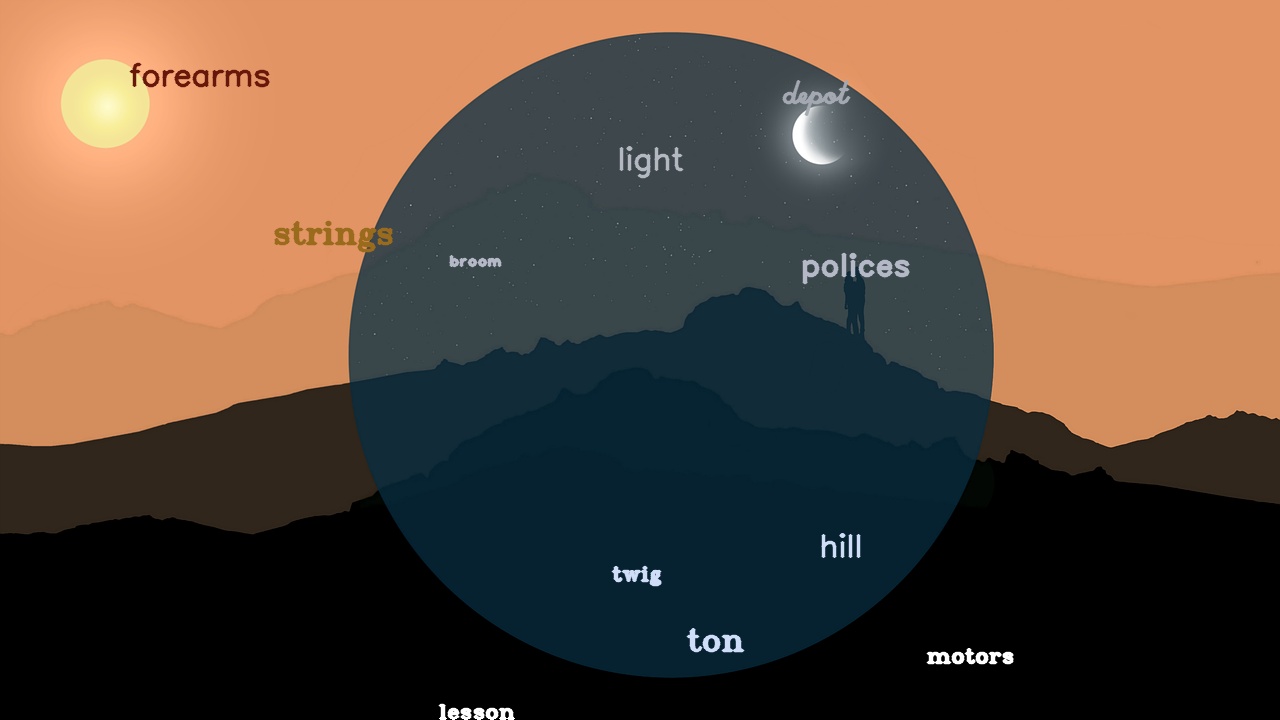 forearms
depot
light
strings
broom
polices
hill
twig
ton
motors
lesson